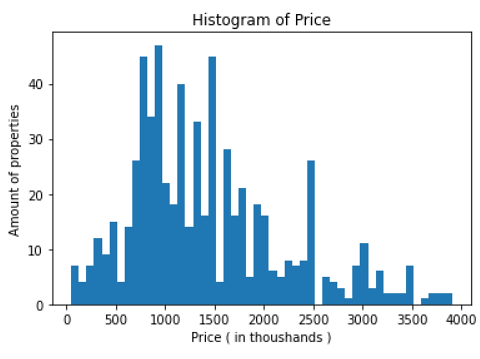 Histogram of Price
40
30
20
10
0
Amount of properties
0 500 1000 1500 2000 2500 3000 3500 4000
Price ( in thoushands )